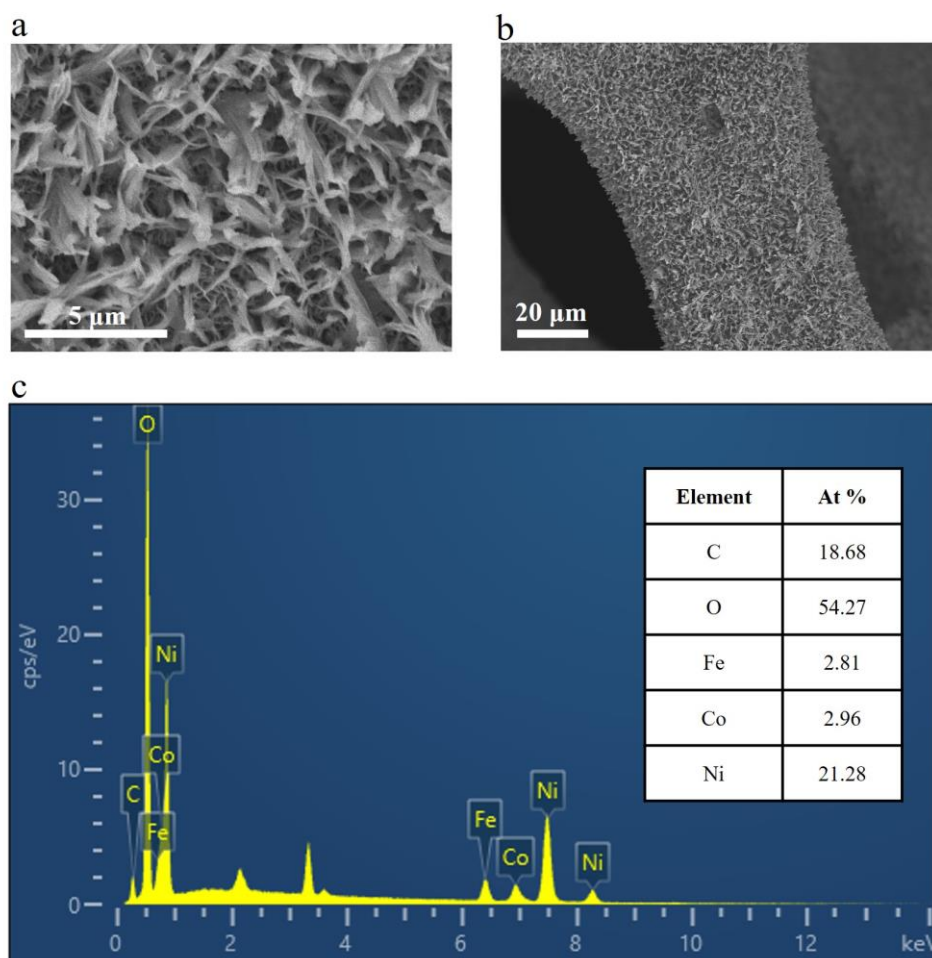 a
b
5 µm
20 µm
c
O
30
20
10
0
cps/eV
Ni
Co
C
Fe
Fe
Co
Ni
Ni
0 2 4 6 8 10 12 keV
Element At %
C 18.68
O 54.27
Fe 2.81
Co 2.96
Ni 21.28